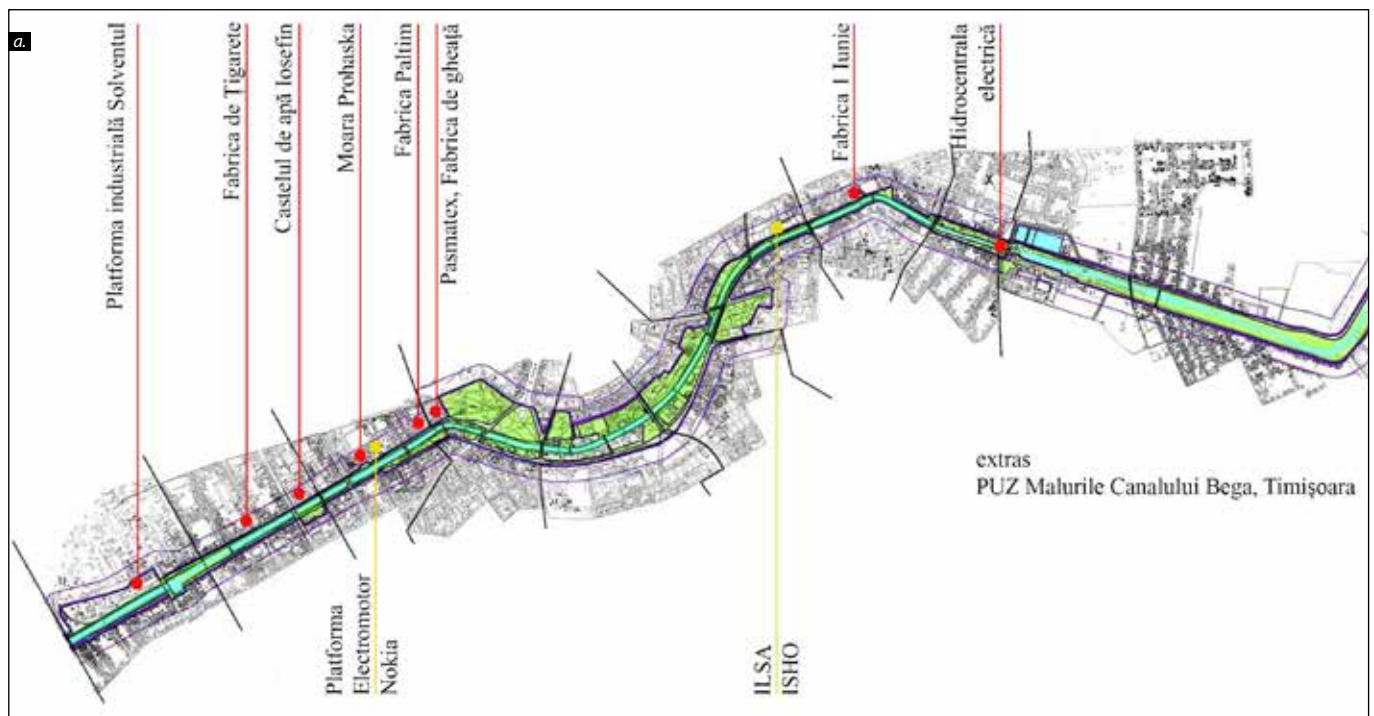 a.
Platforma industrială Solventul
Fabrica de Țigarete
Castelul de apă Iosefin
Moara Prohaska
Fabrica Paltim
Pasmatex, Fabrica de gheață
Fabrica 1 Iunie
Hidrocentrala
electrică
Platforma
Electromotor
Nokia
ILSA
ISHO
extras
PUZ Malurile Canalului Bega, Timișoara